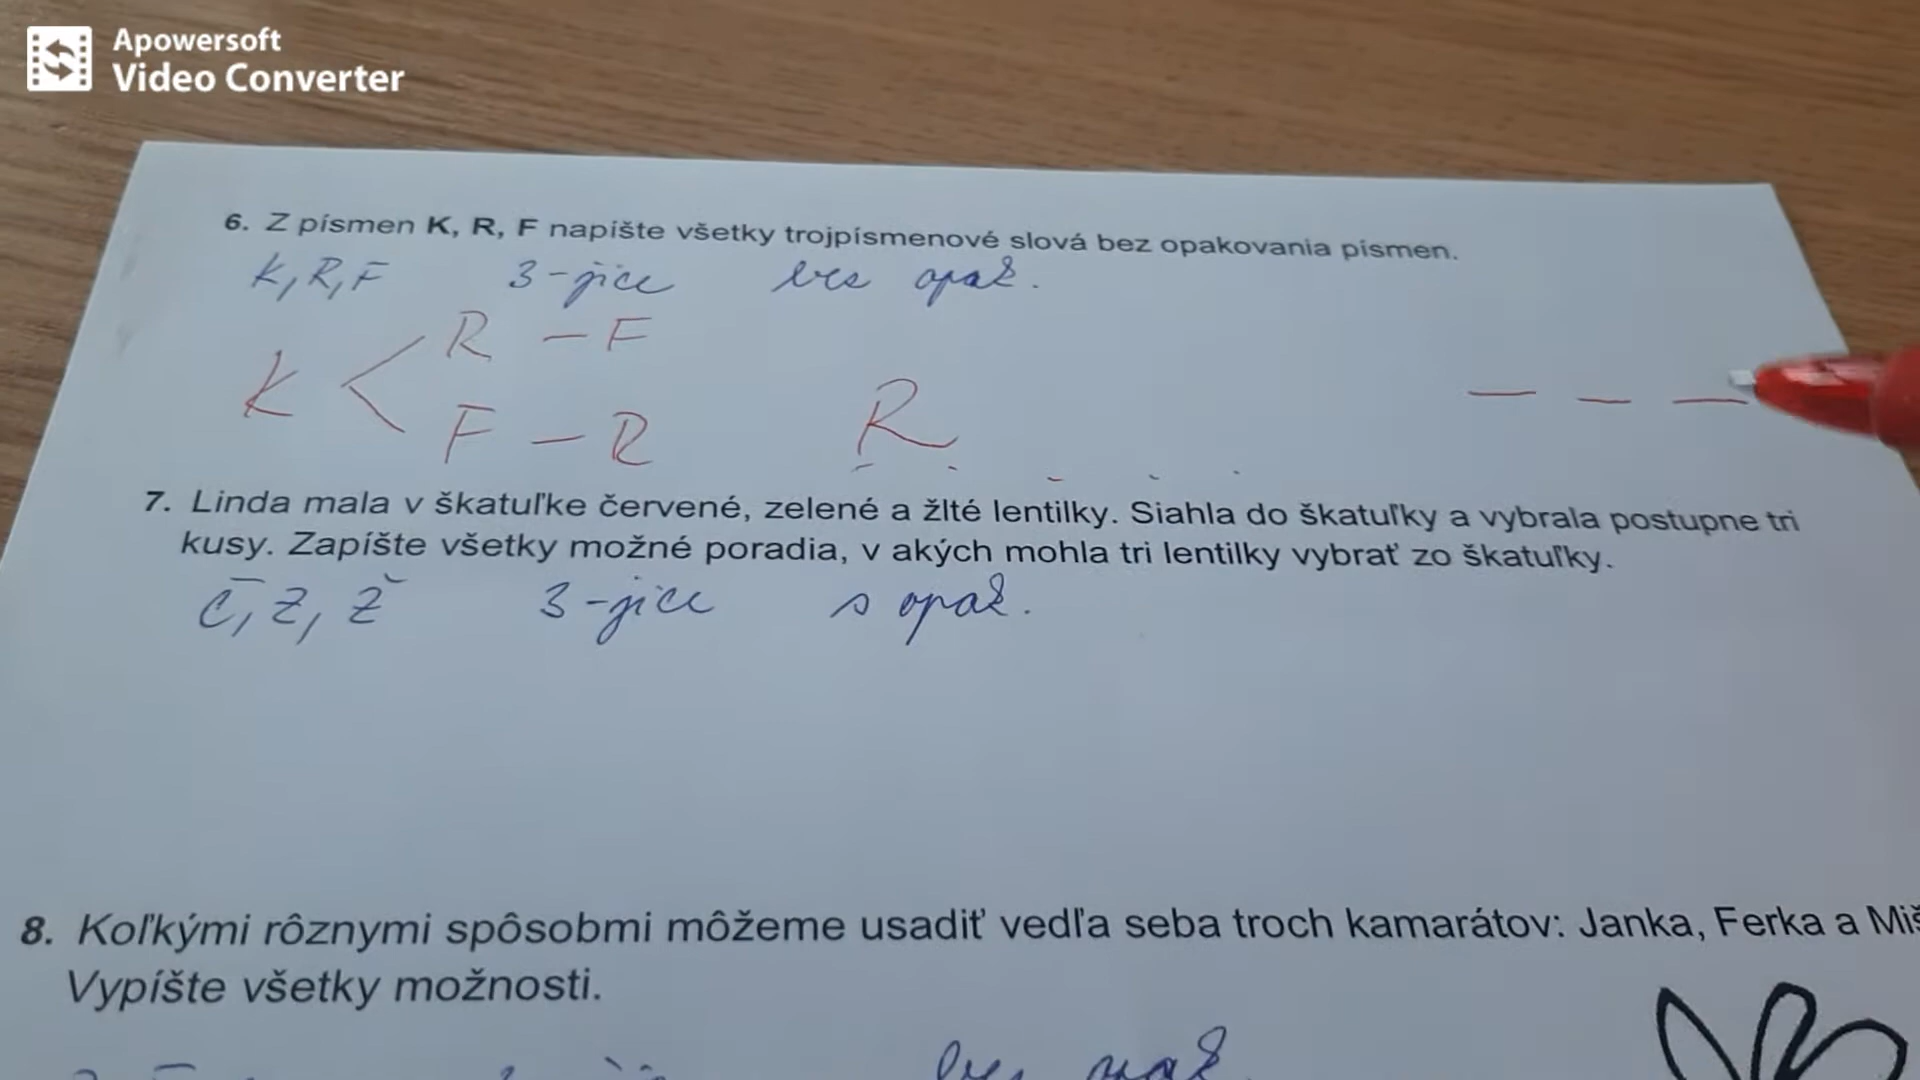 Apowersoft
Video Converter
6. Z písmen K, R, F napíšte všetky trojpísmenové slová bez opakovania písmen.
K, R, F 3-jice bez opak.
K < R - F
F - R
R
7. Linda mala v škatuľke červené, zelené a žlté lentilky. Siahla do škatuľky a vybrala postupne tri
kusy. Zapíšte všetky možné poradia, v akých mohla tri lentilky vybrať zo škatuľky.
Č, Z, Ž 3-jice s opak.
8. Koľkými rôznymi spôsobmi môžeme usadiť vedľa seba troch kamarátov: Janka, Ferka a
Vypíšte všetky možnosti.
bez opak